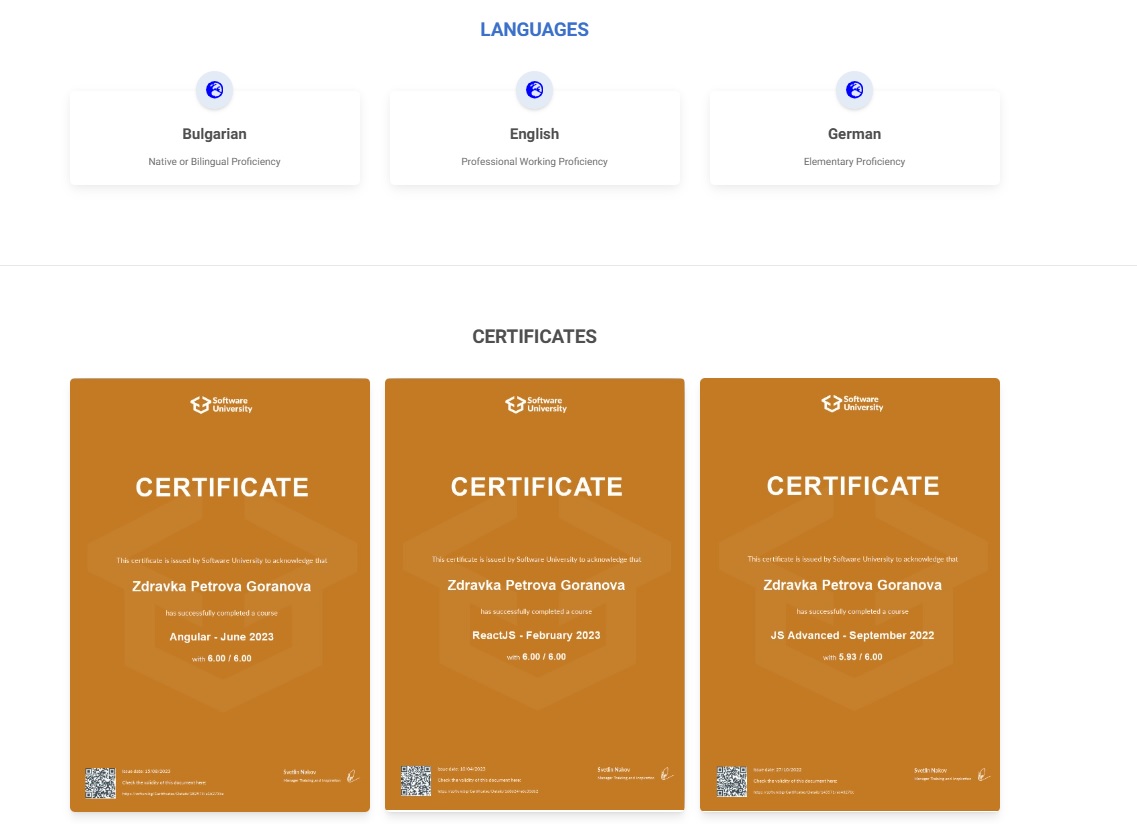 LANGUAGES
Bulgarian
Native or Bilingual Proficiency
English
Professional Working Proficiency
German
Elementary Proficiency
CERTIFICATES
Software
University
CERTIFICATE
This certificate is issued by Software University to acknowledge that
Zdravka Petrova Goranova
has successfully completed a course
Angular - June 2023
with 6.00 / 6.00
Issue date:
Check the validity of this document here:
Svetlin Nakov
Manager Training and Inspiration
Software
University
CERTIFICATE
This certificate is issued by Software University to acknowledge that
Zdravka Petrova Goranova
has successfully completed a course
ReactJS - February 2023
with 6.00 / 6.00
Issue date:
Check the validity of this document here:
Svetlin Nakov
Manager Training and Inspiration
Software
University
CERTIFICATE
This certificate is issued by Software University to acknowledge that
Zdravka Petrova Goranova
has successfully completed a course
JS Advanced - September 2022
with 5.93 / 6.00
Issue date:
Check the validity of this document here:
Svetlin Nakov
Manager Training and Inspiration